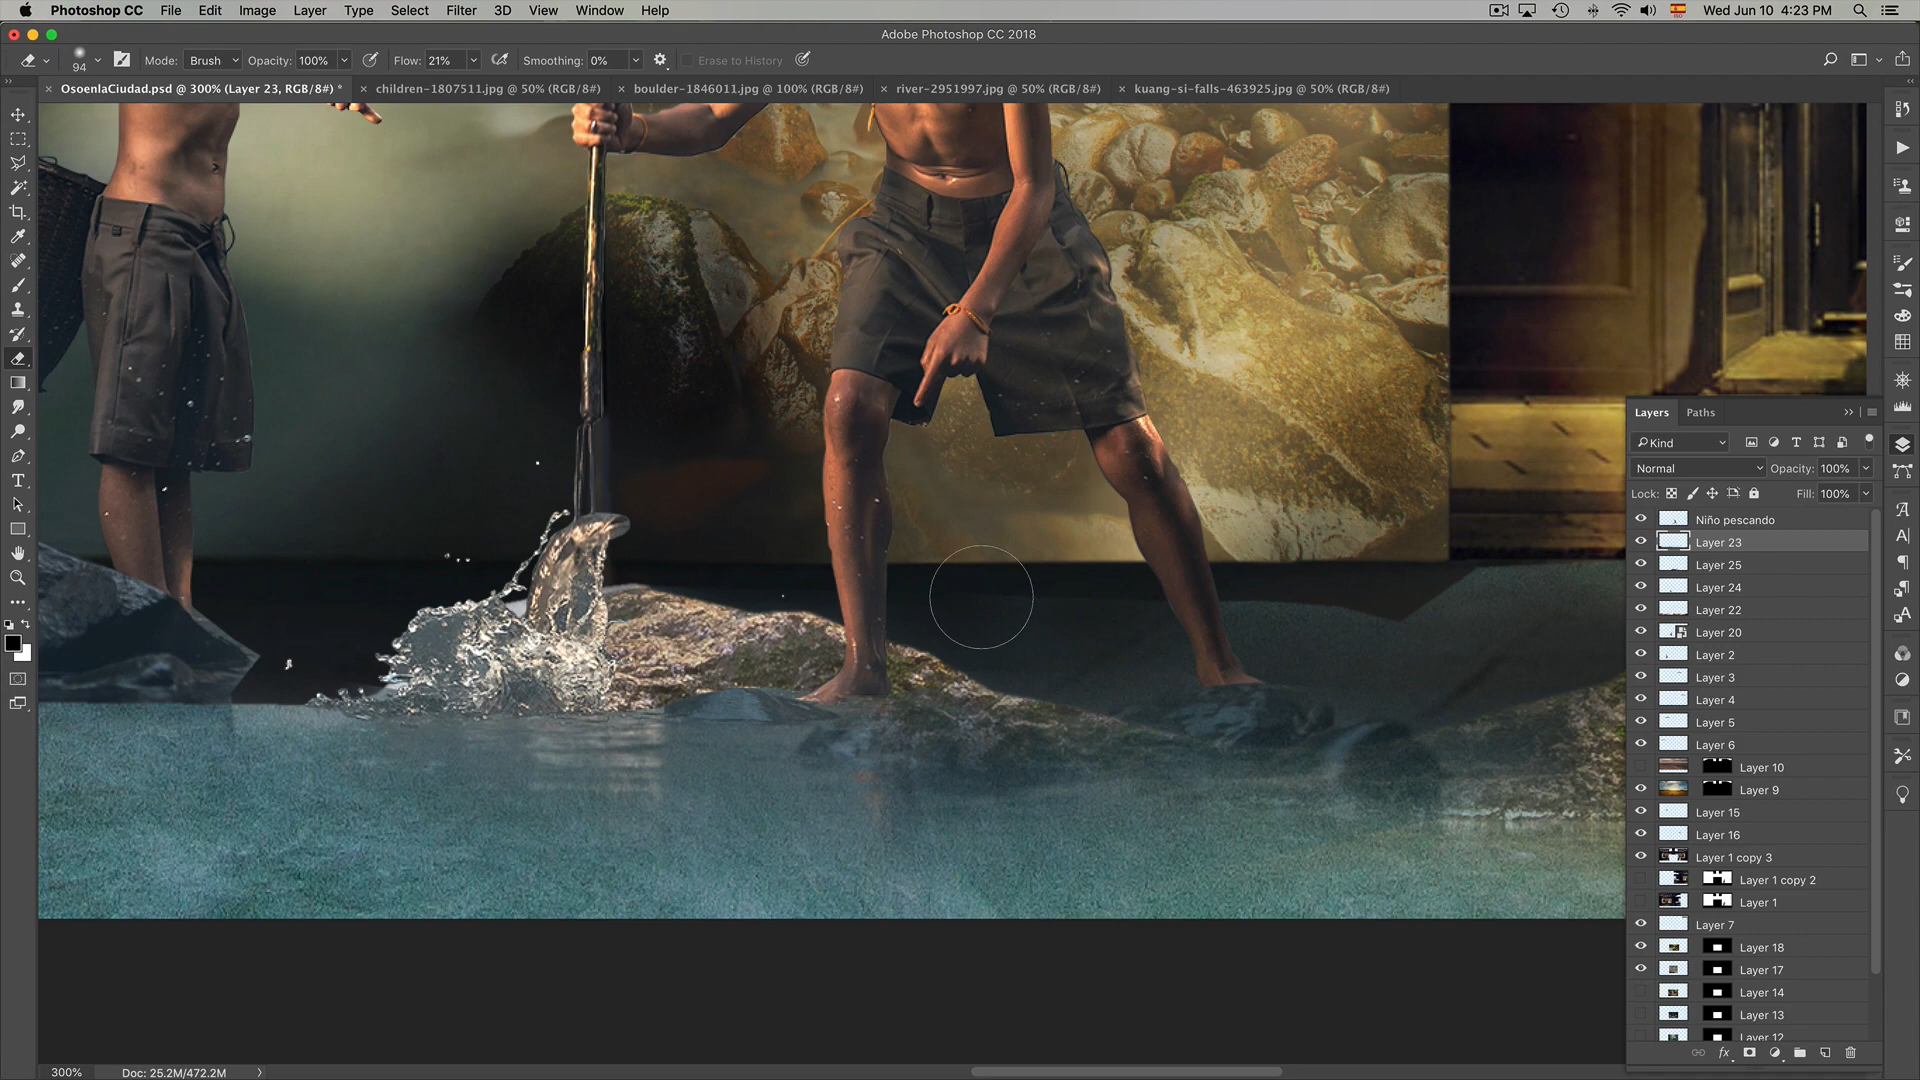 Photoshop CC File Edit Image Layer Type Select Filter 3D View Window Help Wed Jun 10 4:23 PM
Adobe Photoshop CC 2018
94 Mode: Brush Opacity: 100% Flow: 21% Smoothing: 0% Erase to History
× OsoenlaCiudad.psd @ 300% (Layer 23, RGB/8#) * × children-1807511.jpg @ 50% (RGB/8#) × boulder-1846011.jpg @ 100% (RGB/8#) × river-2951997.jpg @ 50% (RGB/8#) × kuang-si-falls-463925.jpg @ 50% (RGB/8#)
Layers Paths
Kind
Normal Opacity: 100%
Lock: Fill: 100%
Niño pescando
Layer 23
Layer 25
Layer 24
Layer 22
Layer 20
Layer 2
Layer 3
Layer 4
Layer 5
Layer 6
Layer 10
Layer 9
Layer 15
Layer 16
Layer 1 copy 3
Layer 1 copy 2
Layer 1
Layer 7
Layer 18
Layer 17
Layer 14
Layer 13
Layer 12
fx
300% Doc: 25.2M/472.2M